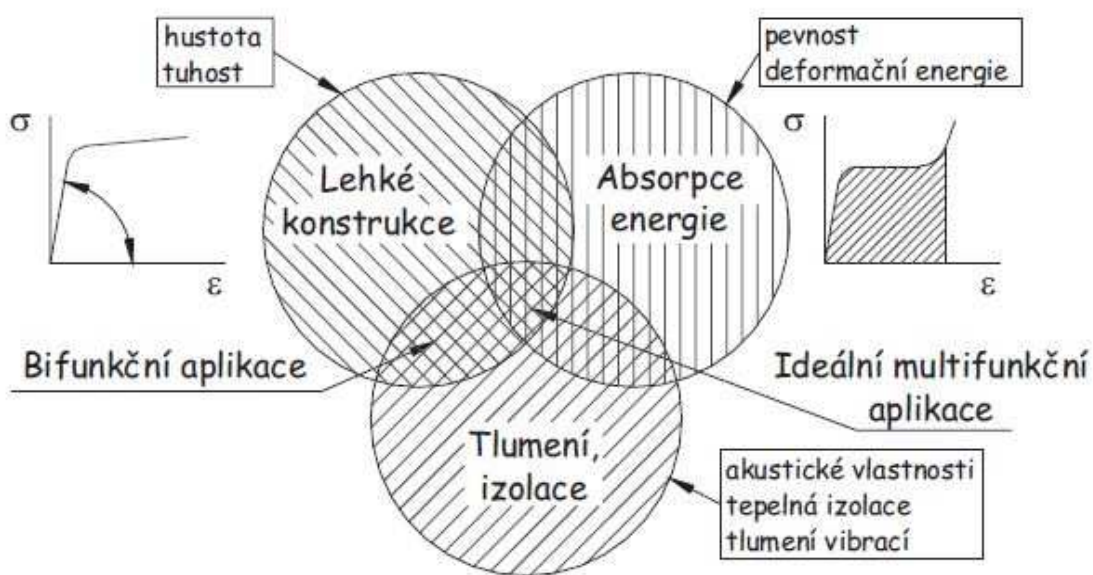 hustota
tuhost
pevnost
deformační energie
σ
ε
Lehké
konstrukce
Absorpce
energie
σ
ε
Bifunkční aplikace
Ideální multifunkční
aplikace
Tlumení,
izolace
akustické vlastnosti
tepelná izolace
tlumení vibrací